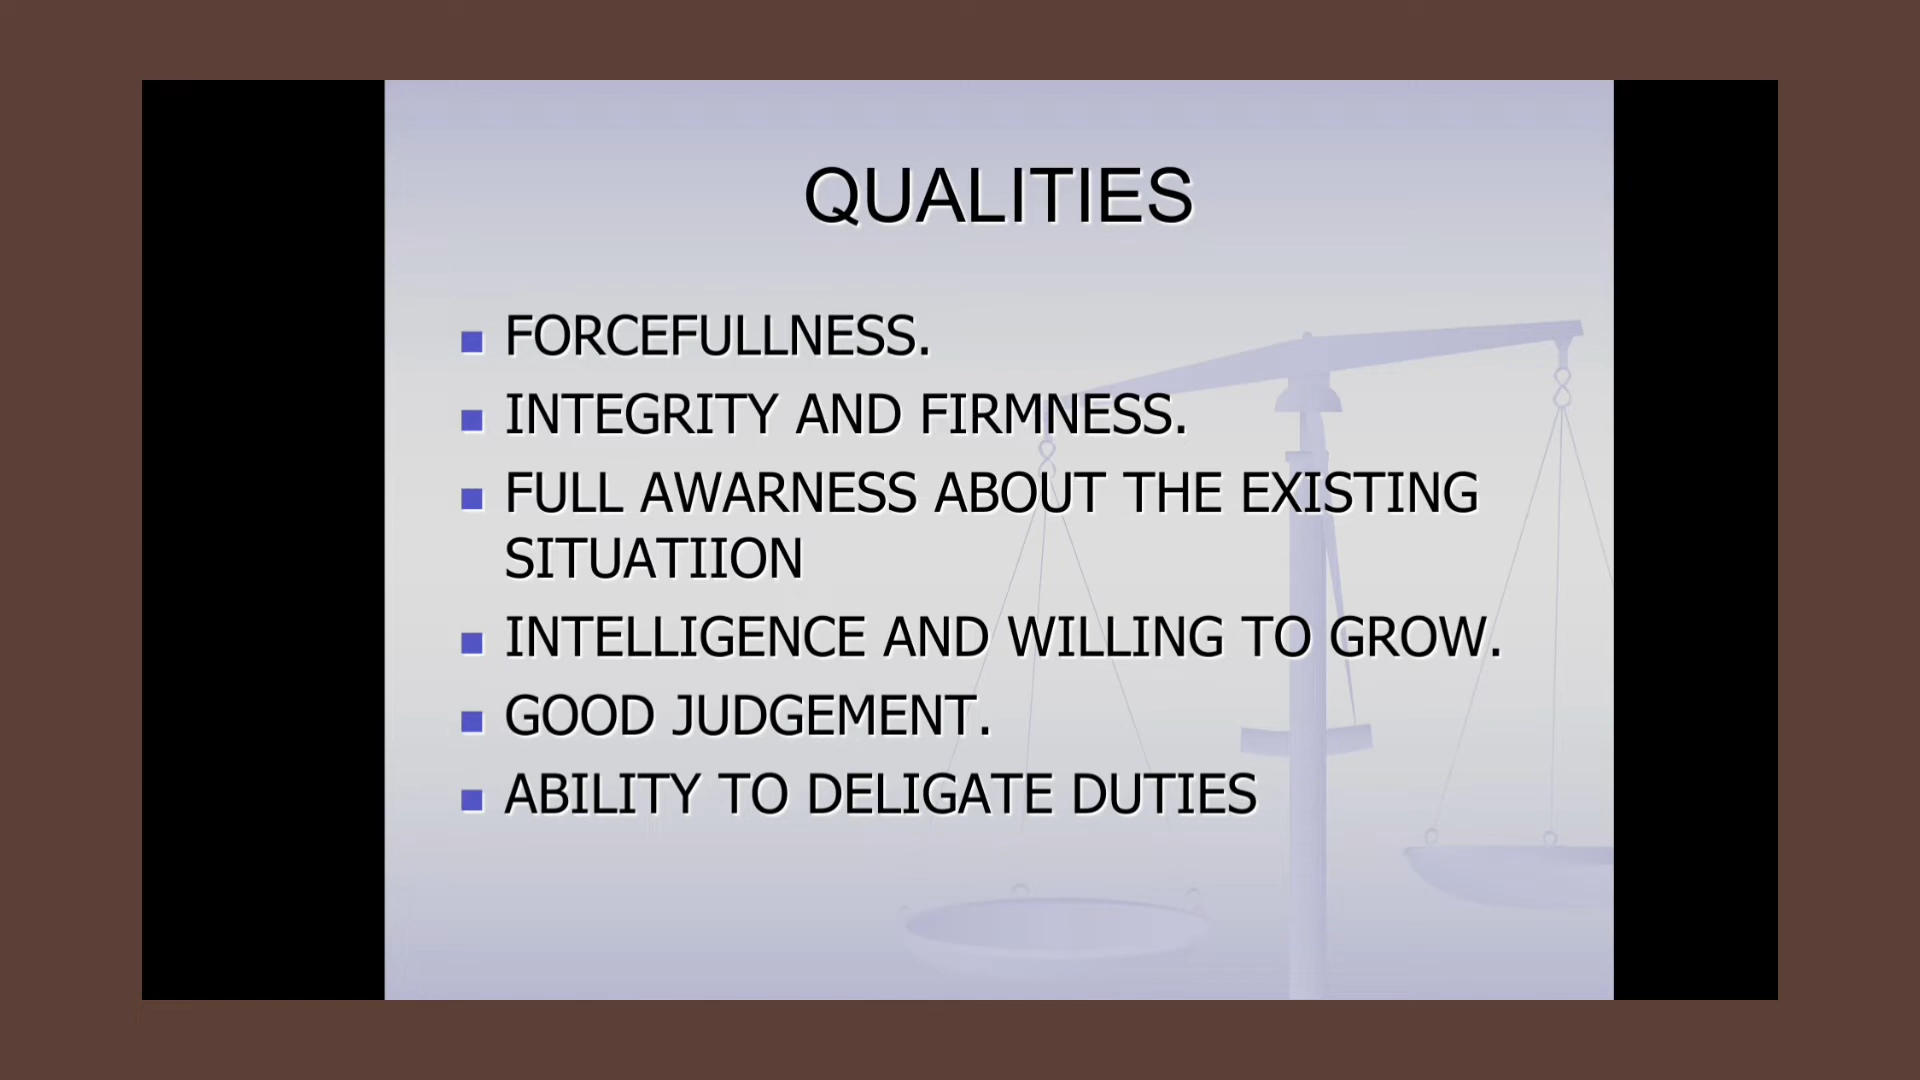 QUALITIES
FORCEFULLNESS.
INTEGRITY AND FIRMNESS.
FULL AWARNESS ABOUT THE EXISTING
SITUATIION
INTELLIGENCE AND WILLING TO GROW.
GOOD JUDGEMENT.
ABILITY TO DELIGATE DUTIES